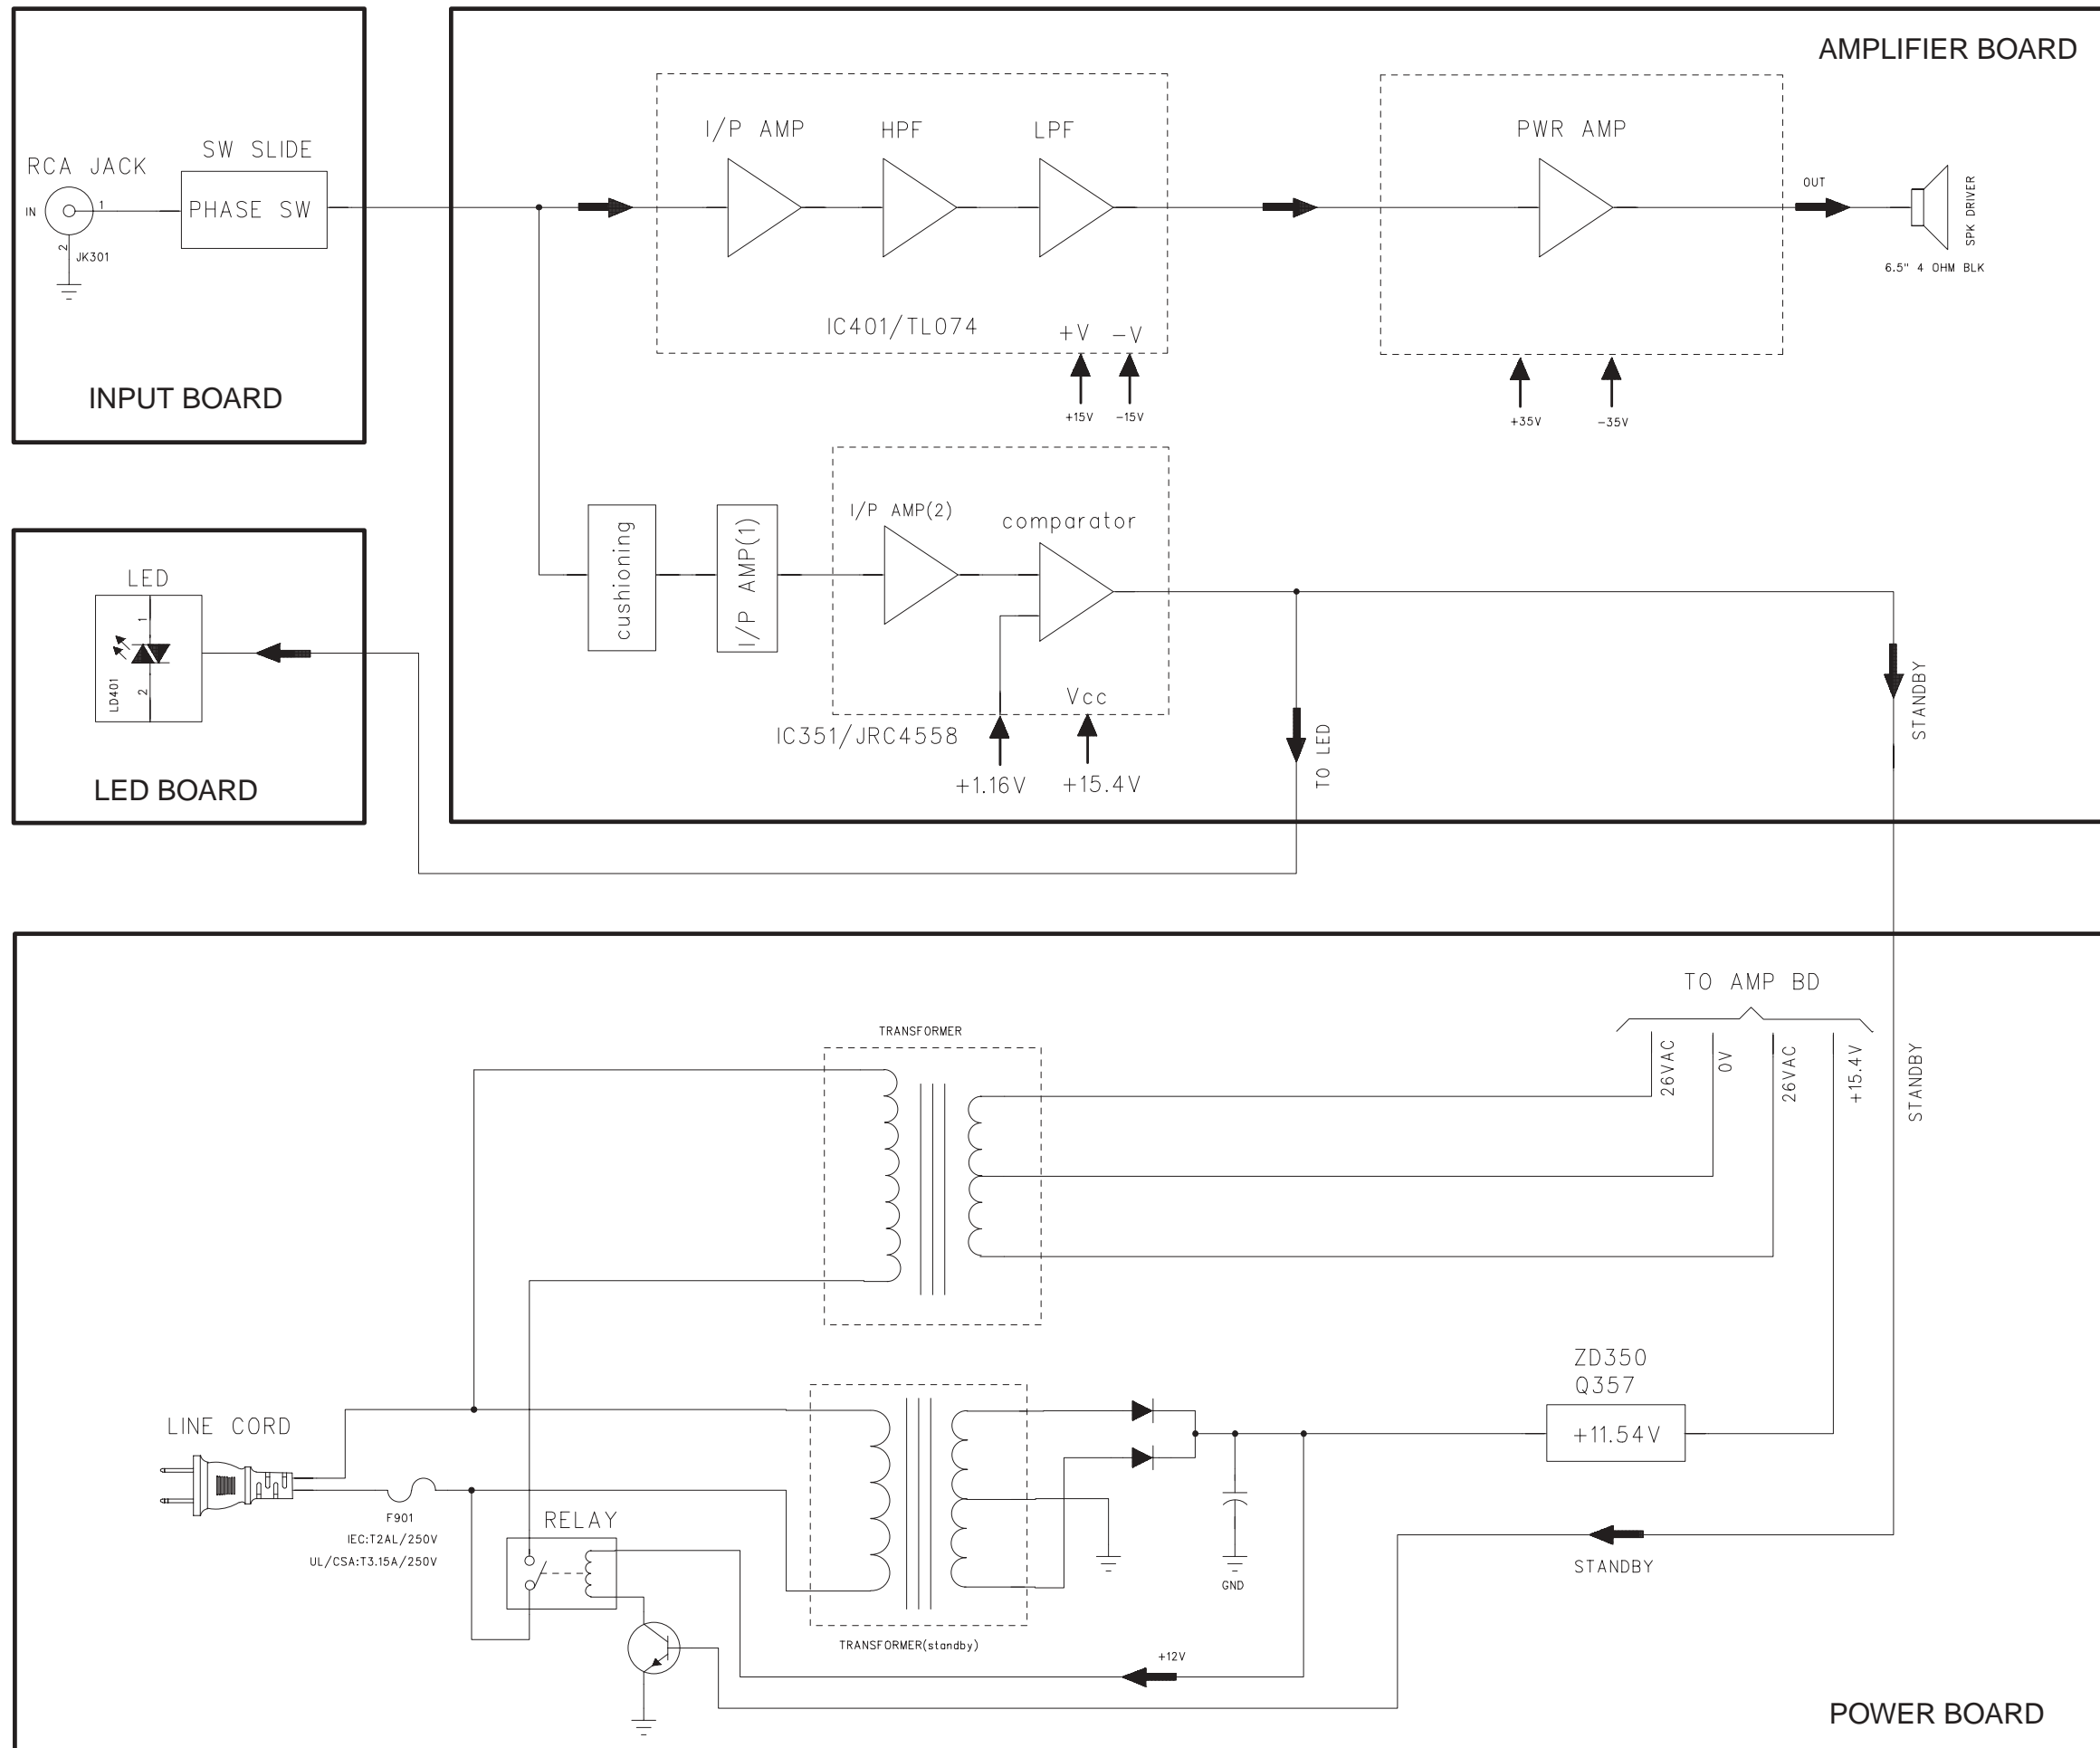 AMPLIFIER BOARD
I/P AMP
HPF
LPF
PWR AMP
SW SLIDE
RCA JACK
IN
1
PHASE SW
2
JK301
OUT
SPK DRIVER
6.5" 4 OHM BLK
IC401/TL074
+V
-V
+15V
-15V
+35V
-35V
INPUT BOARD
I/P AMP(2)
comparator
cushioning
I/P AMP(1)
LED
1
2
LD401
Vcc
IC351/JRC4558
+1.16V
+15.4V
TO LED
STANDBY
LED BOARD
TO AMP BD
26VAC
0V
26VAC
+15.4V
STANDBY
TRANSFORMER
ZD350
Q357
+11.54V
LINE CORD
F901
IEC:T2AL/250V
UL/CSA:T3.15A/250V
RELAY
GND
STANDBY
TRANSFORMER(standby)
+12V
POWER BOARD